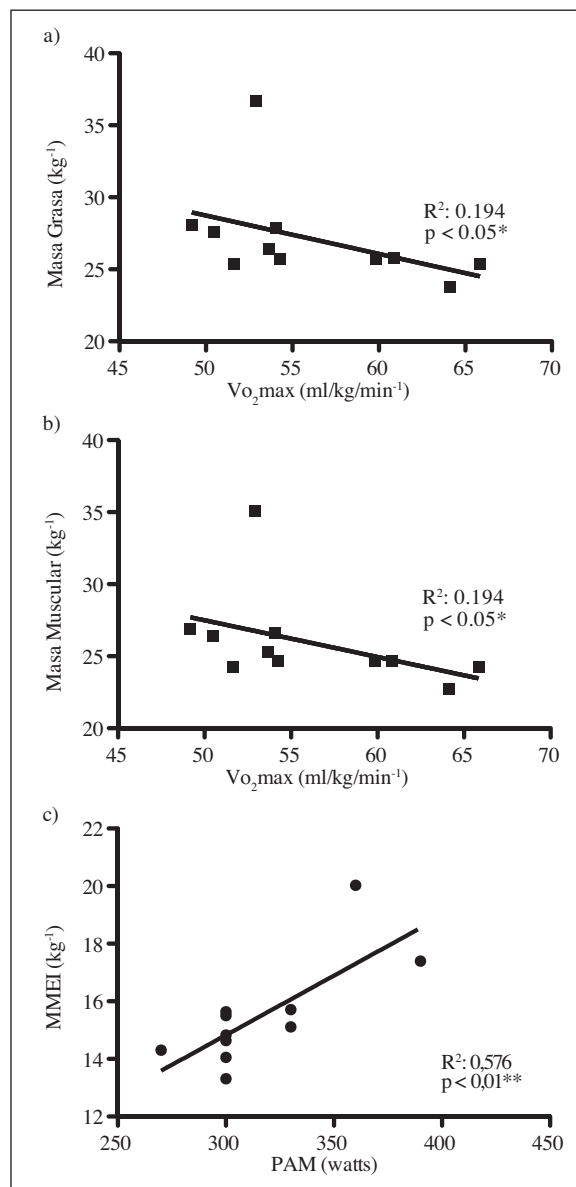 a)
40
35
30
25
20
Masa Grasa (kg⁻¹)
R²: 0.194
p < 0.05*
45 50 55 60 65 70
Vo₂max (ml/kg/min⁻¹)
b)
40
35
30
25
20
Masa Muscular (kg⁻¹)
R²: 0.194
p < 0.05*
45 50 55 60 65 70
Vo₂max (ml/kg/min⁻¹)
c)
22
20
18
16
14
12
MMEI (kg⁻¹)
R²: 0,576
p < 0,01**
250 300 350 400 450
PAM (watts)